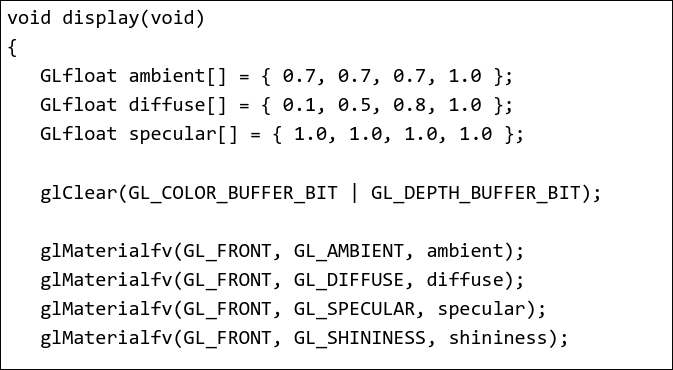 void display(void)
{
   GLfloat ambient[] = { 0.7, 0.7, 0.7, 1.0 };
   GLfloat diffuse[] = { 0.1, 0.5, 0.8, 1.0 };
   GLfloat specular[] = { 1.0, 1.0, 1.0, 1.0 };

   glClear(GL_COLOR_BUFFER_BIT | GL_DEPTH_BUFFER_BIT);

   glMaterialfv(GL_FRONT, GL_AMBIENT, ambient);
   glMaterialfv(GL_FRONT, GL_DIFFUSE, diffuse);
   glMaterialfv(GL_FRONT, GL_SPECULAR, specular);
   glMaterialfv(GL_FRONT, GL_SHININESS, shininess);